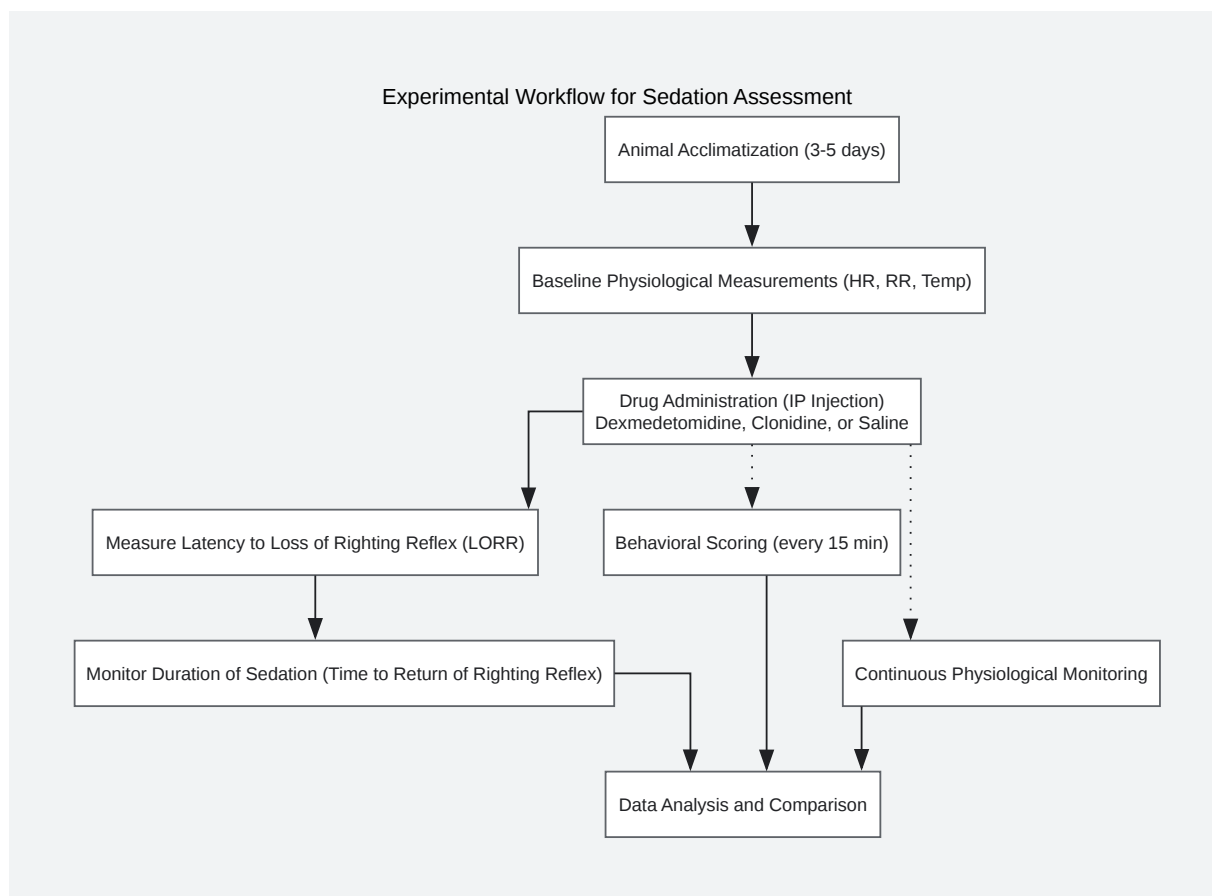 Experimental Workflow for Sedation Assessment
Animal Acclimatization (3-5 days)
Baseline Physiological Measurements (HR, RR, Temp)
Drug Administration (IP Injection)
Dexmedetomidine, Clonidine, or Saline
Measure Latency to Loss of Righting Reflex (LORR)
Behavioral Scoring (every 15 min)
Monitor Duration of Sedation (Time to Return of Righting Reflex)
Continuous Physiological Monitoring
Data Analysis and Comparison